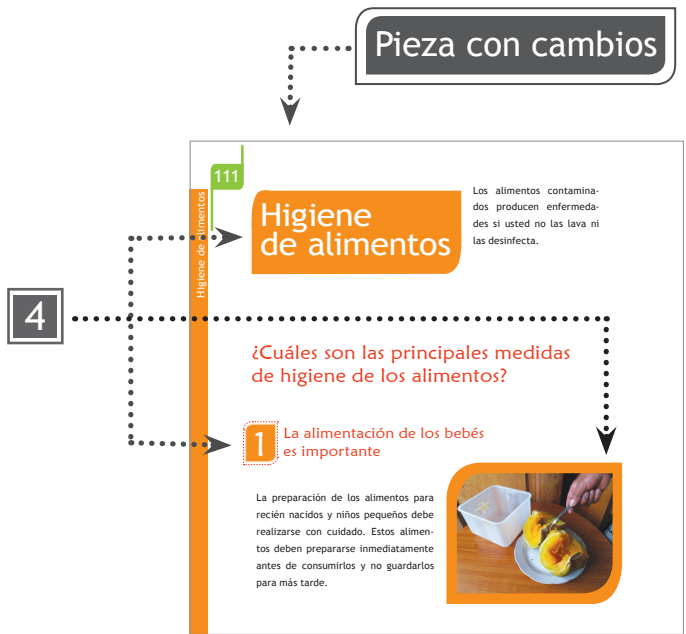 Pieza con cambios
111
Higiene de alimentos
Higiene
de alimentos
Los alimentos contamina-
dos producen enfermeda-
des si usted no las lava ni
las desinfecta.
4
¿Cuáles son las principales medidas
de higiene de los alimentos?
1
La alimentación de los bebés
es importante
La preparación de los alimentos para
recién nacidos y niños pequeños debe
realizarse con cuidado. Estos alimen-
tos deben prepararse inmediatamente
antes de consumirlos y no guardarlos
para más tarde.